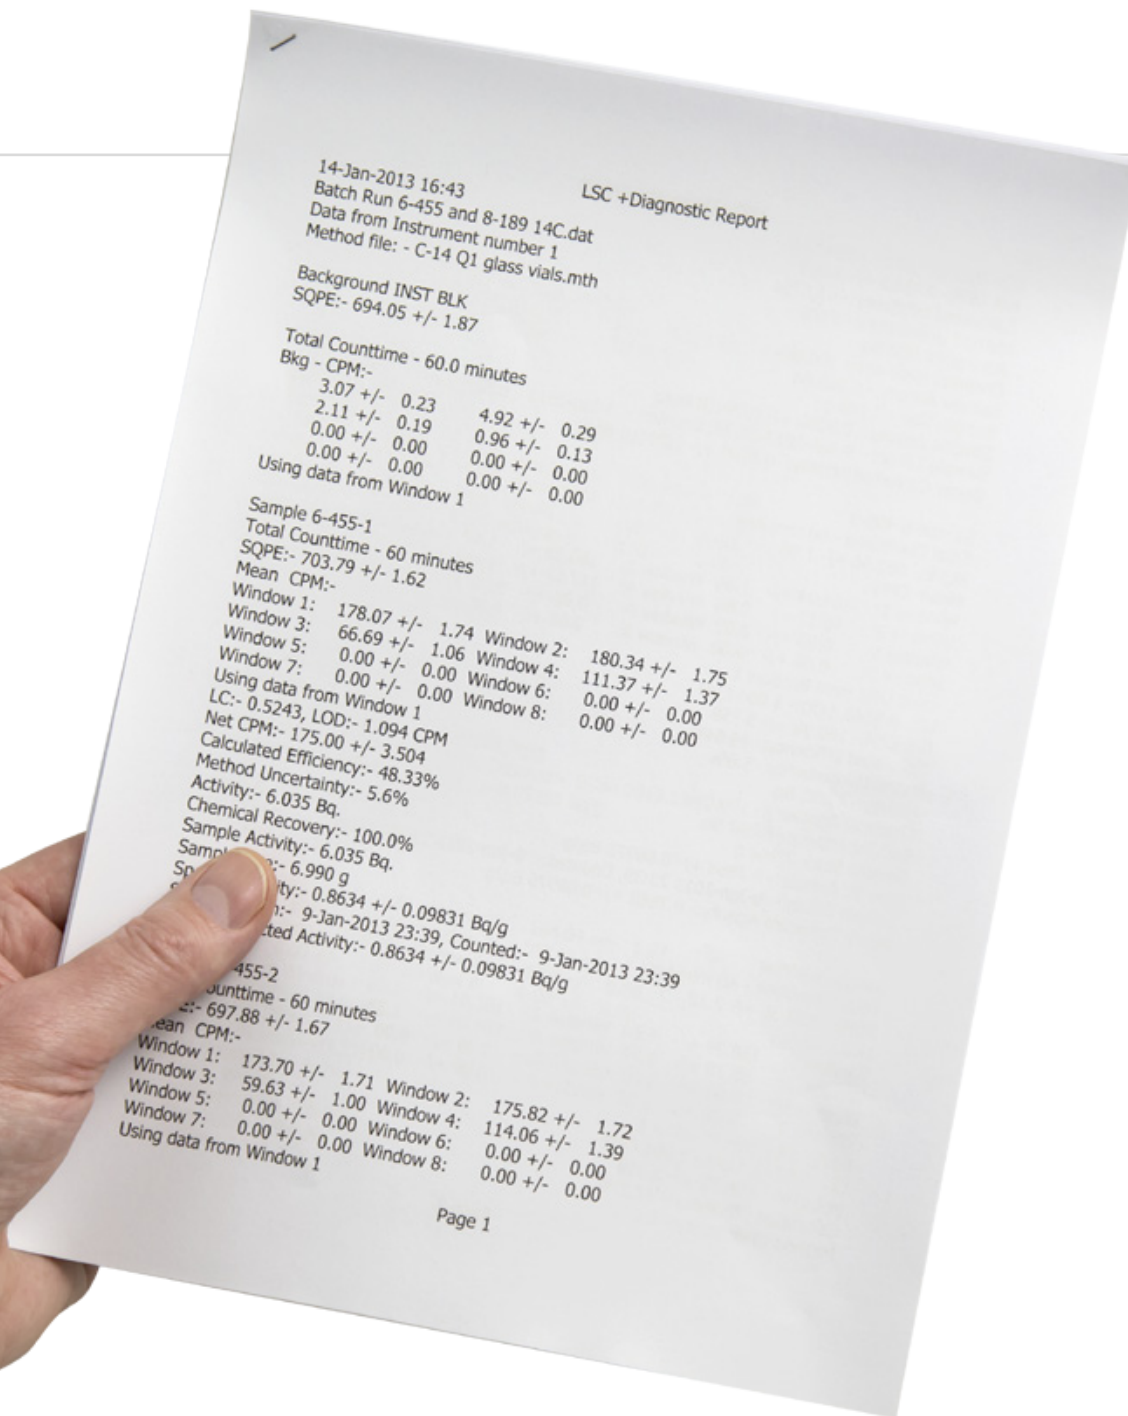 14-Jan-2013 16:43 LSC +Diagnostic Report
Batch Run 6-455 and 8-189 14C.dat
Data from Instrument number 1
Method file: - C-14 Q1 glass vials.mth
Background INST BLK
SQPE:- 694.05 +/- 1.87
Total Counttime - 60.0 minutes
Bkg - CPM:-
3.07 +/- 0.23 4.92 +/- 0.29
2.11 +/- 0.19 0.96 +/- 0.13
0.00 +/- 0.00 0.00 +/- 0.00
0.00 +/- 0.00 0.00 +/- 0.00
Using data from Window 1
Sample 6-455-1
Total Counttime - 60 minutes
SQPE:- 703.79 +/- 1.62
Mean CPM:-
Window 1: 178.07 +/- 1.74 Window 2: 180.34 +/- 1.75
Window 3: 66.69 +/- 1.06 Window 4: 111.37 +/- 1.37
Window 5: 0.00 +/- 0.00 Window 6: 0.00 +/- 0.00
Window 7: 0.00 +/- 0.00 Window 8: 0.00 +/- 0.00
Using data from Window 1
LC:- 0.5243, LOD:- 1.094 CPM
Net CPM:- 175.00 +/- 3.504
Calculated Efficiency:- 48.33%
Method Uncertainty:- 5.6%
Activity:- 6.035 Bq.
Chemical Recovery:- 100.0%
Sample Activity:- 6.035 Bq.
6.990 g
0.8634 +/- 0.09831 Bq/g
9-Jan-2013 23:39, Counted:- 9-Jan-2013 23:39
Activity:- 0.8634 +/- 0.09831 Bq/g
455-2
- 60 minutes
697.88 +/- 1.67
CPM:-
Window 1: 173.70 +/- 1.71 Window 2: 175.82 +/- 1.72
Window 3: 59.63 +/- 1.00 Window 4: 114.06 +/- 1.39
Window 5: 0.00 +/- 0.00 Window 6: 0.00 +/- 0.00
Window 7: 0.00 +/- 0.00 Window 8: 0.00 +/- 0.00
Using data from Window 1
Page 1